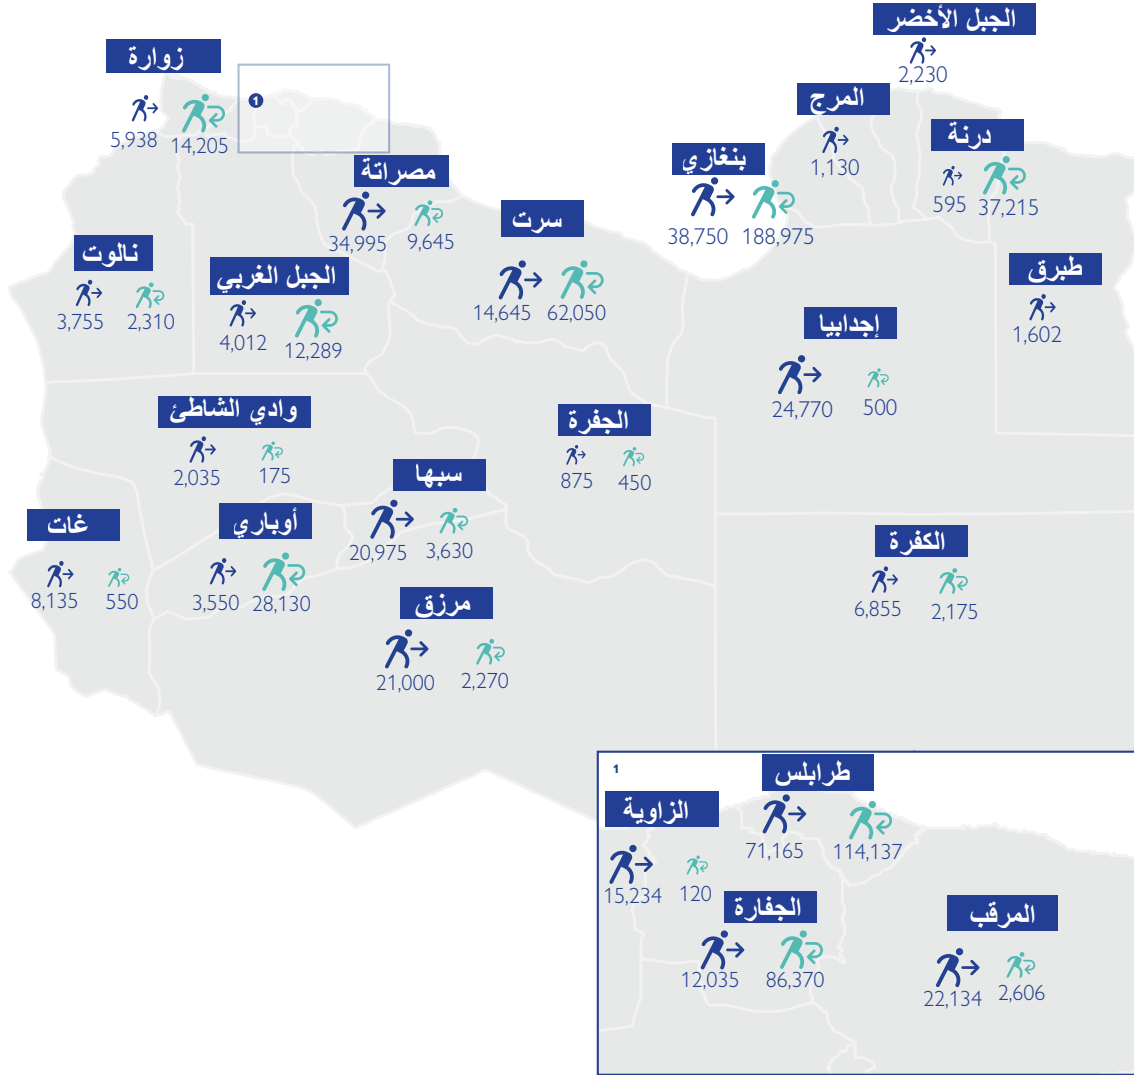 الجبل الأخضر
2,230
زوارة
5,938 14,205
1
المرج
1,130
درنة
595 37,215
بنغازي
38,750 188,975
مصراتة
34,995 9,645
سرت
14,645 62,050
نالوت
3,755 2,310
الجبل الغربي
4,012 12,289
طبرق
1,602
إجدابيا
24,770 500
وادي الشاطئ
2,035 175
الجفرة
875 450
سبها
20,975 3,630
غات
8,135 550
أوباري
3,550 28,130
الكفرة
6,855 2,175
مرزق
21,000 2,270
1
طرابلس
71,165 114,137
الزاوية
15,234 120
الجفارة
12,035 86,370
المرقب
22,134 2,606